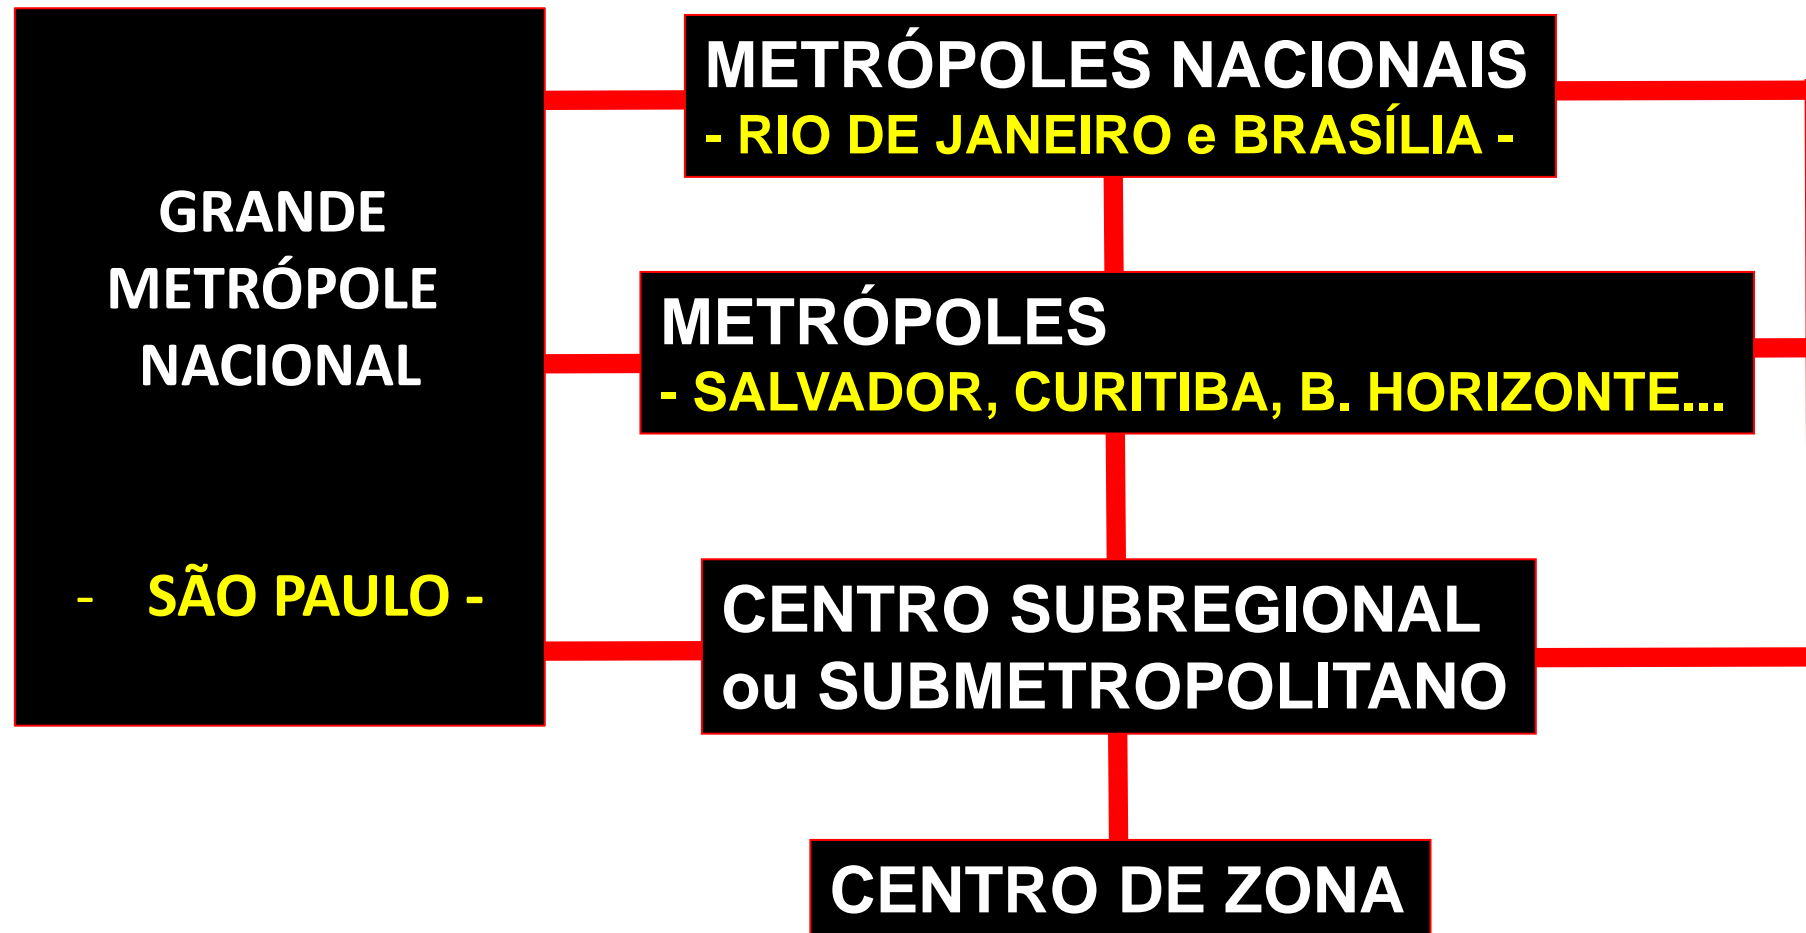 GRANDE
METRÓPOLE
NACIONAL
- SÃO PAULO -
METRÓPOLES NACIONAIS
- RIO DE JANEIRO e BRASÍLIA -
METRÓPOLES
- SALVADOR, CURITIBA, B. HORIZONTE...
CENTRO SUBREGIONAL
ou SUBMETROPOLITANO
CENTRO DE ZONA